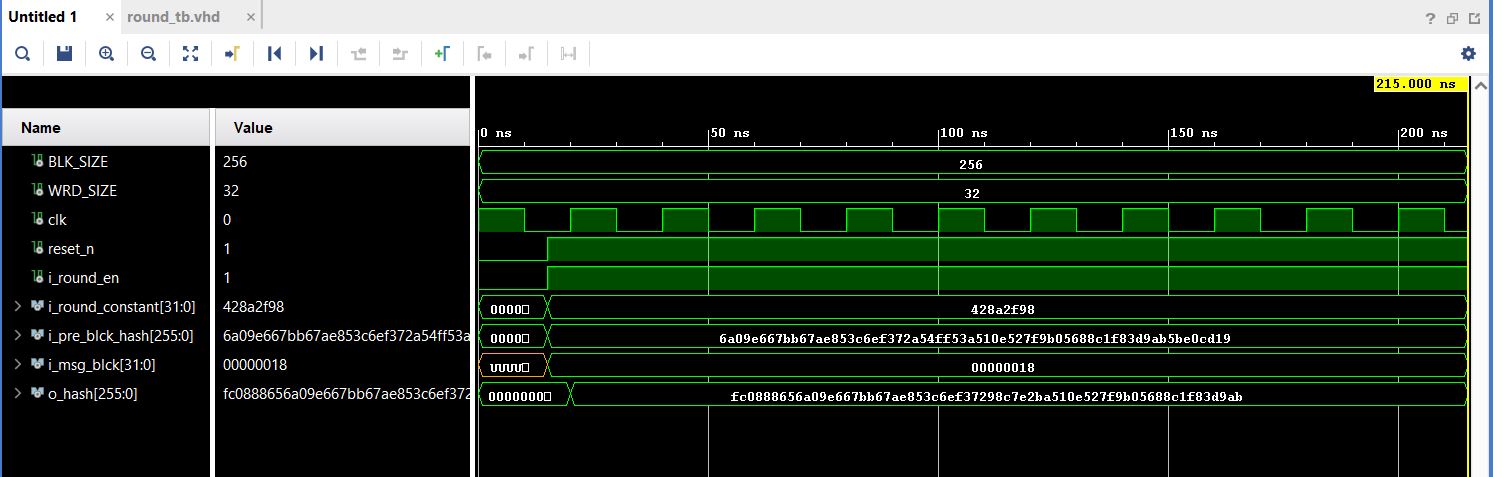 Untitled 1 × round_tb.vhd ×
?
215.000 ns
Name Value 0 ns 50 ns 100 ns 150 ns 200 ns
BLK_SIZE 256 256
WRD_SIZE 32 32
clk 0
reset_n 1
i_round_en 1
i_round_constant[31:0] 428a2f98 0000 428a2f98
i_pre_blck_hash[255:0] 6a09e667bb67ae853c6ef372a54ff53a 0000 6a09e667bb67ae853c6ef372a54ff53a510e527f9b05688c1f83d9ab5be0cd19
i_msg_blck[31:0] 00000018 UUUU 00000018
o_hash[255:0] fc0888656a09e667bb67ae853c6ef372 0000000 fc0888656a09e667bb67ae853c6ef37298c7e2ba510e527f9b05688c1f83d9ab